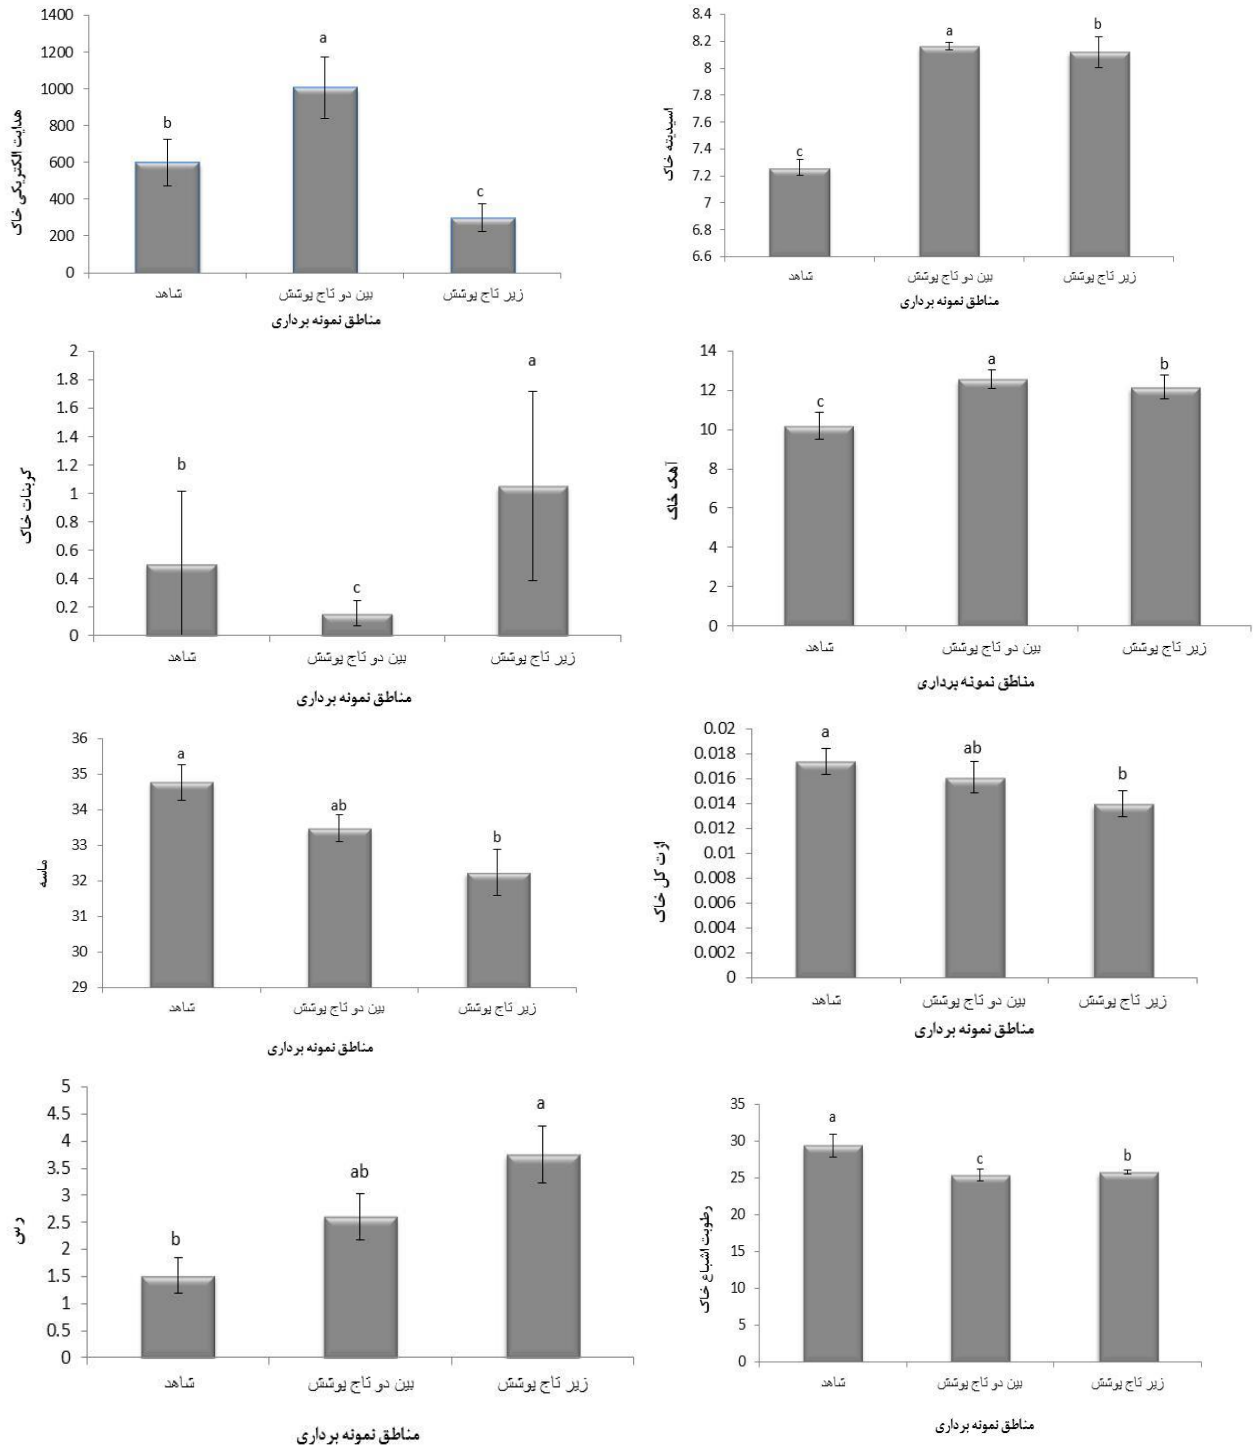 1400
1200
1000
800
600
400
200
0
هدایت الکتریکی خاک
b
a
c
شاهد
بین دو تاج پوشش
زیر تاج پوشش
مناطق نمونه برداری
8.4
8.2
8
7.8
7.6
7.4
7.2
7
6.8
6.6
اسیدیته خاک
c
a
b
شاهد
بین دو تاج پوشش
زیر تاج پوشش
مناطق نمونه برداری
2
1.8
1.6
1.4
1.2
1
0.8
0.6
0.4
0.2
0
کربنات خاک
b
c
a
شاهد
بین دو تاج پوشش
زیر تاج پوشش
مناطق نمونه برداری
14
12
10
8
6
4
2
0
آهک خاک
c
a
b
شاهد
بین دو تاج پوشش
زیر تاج پوشش
مناطق نمونه برداری
36
35
34
33
32
31
30
29
ماسه
a
ab
b
شاهد
بین دو تاج پوشش
زیر تاج پوشش
مناطق نمونه برداری
0.02
0.018
0.016
0.014
0.012
0.01
0.008
0.006
0.004
0.002
0
ازت کل خاک
a
ab
b
شاهد
بین دو تاج پوشش
زیر تاج پوشش
مناطق نمونه برداری
5
4.5
4
3.5
3
2.5
2
1.5
1
0.5
0
رس
b
ab
a
شاهد
بین دو تاج پوشش
زیر تاج پوشش
مناطق نمونه برداری
35
30
25
20
15
10
5
0
رطوبت اشباع خاک
a
c
b
شاهد
بین دو تاج پوشش
زیر تاج پوشش
مناطق نمونه برداری